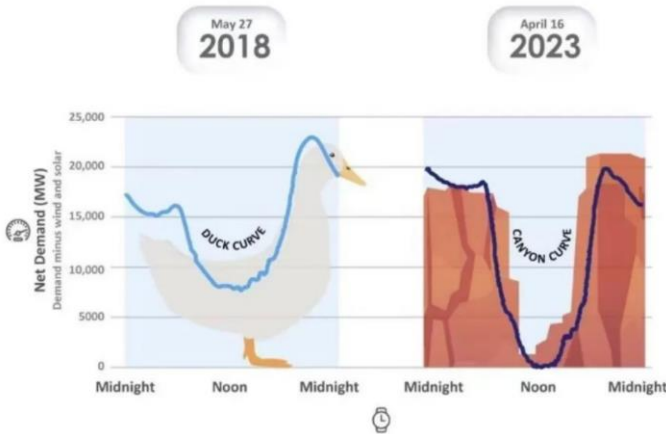 May 27
2018
April 16
2023
Net Demand (MW)
Demand minus wind and solar
25,000
20,000
15,000
10,000
5000
0
DUCK CURVE
CANYON CURVE
Midnight
Noon
Midnight
Midnight
Noon
Midnight